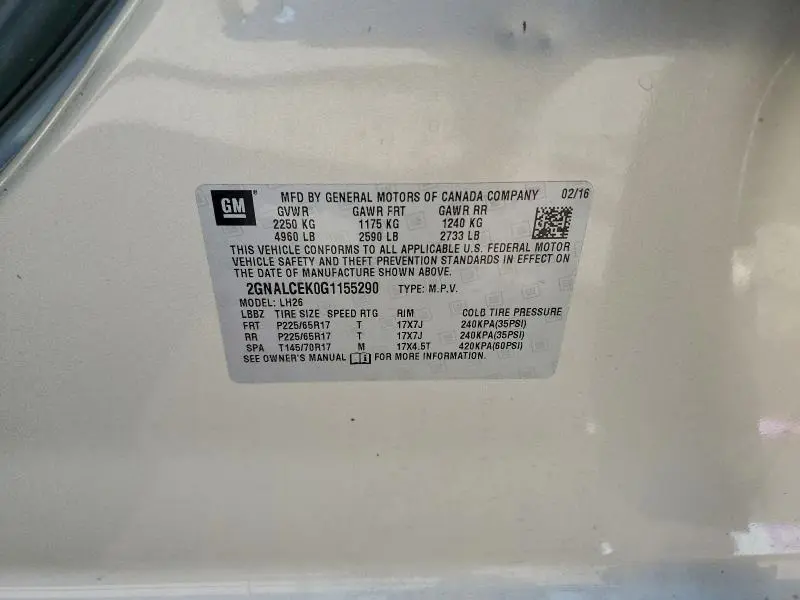 GM ® MFD BY GENERAL MOTORS OF CANADA COMPANY 02/16
GVWR GAWR FRT GAWR RR
2250 KG 1175 KG 1240 KG
4960 LB 2590 LB 2733 LB
THIS VEHICLE CONFORMS TO ALL APPLICABLE U.S. FEDERAL MOTOR
VEHICLE SAFETY AND THEFT PREVENTION STANDARDS IN EFFECT ON
THE DATE OF MANUFACTURE SHOWN ABOVE.
2GNALCEK0G1155290 TYPE: M.P.V.
MODEL: LH26
LBBZ TIRE SIZE SPEED RTG RIM COLD TIRE PRESSURE
FRT P225/65R17 T 17X7J 240KPA(35PSI)
RR P225/65R17 T 17X7J 240KPA(35PSI)
SPA T145/70R17 M 17X4.5T 420KPA(60PSI)
SEE OWNER'S MANUAL FOR MORE INFORMATION.